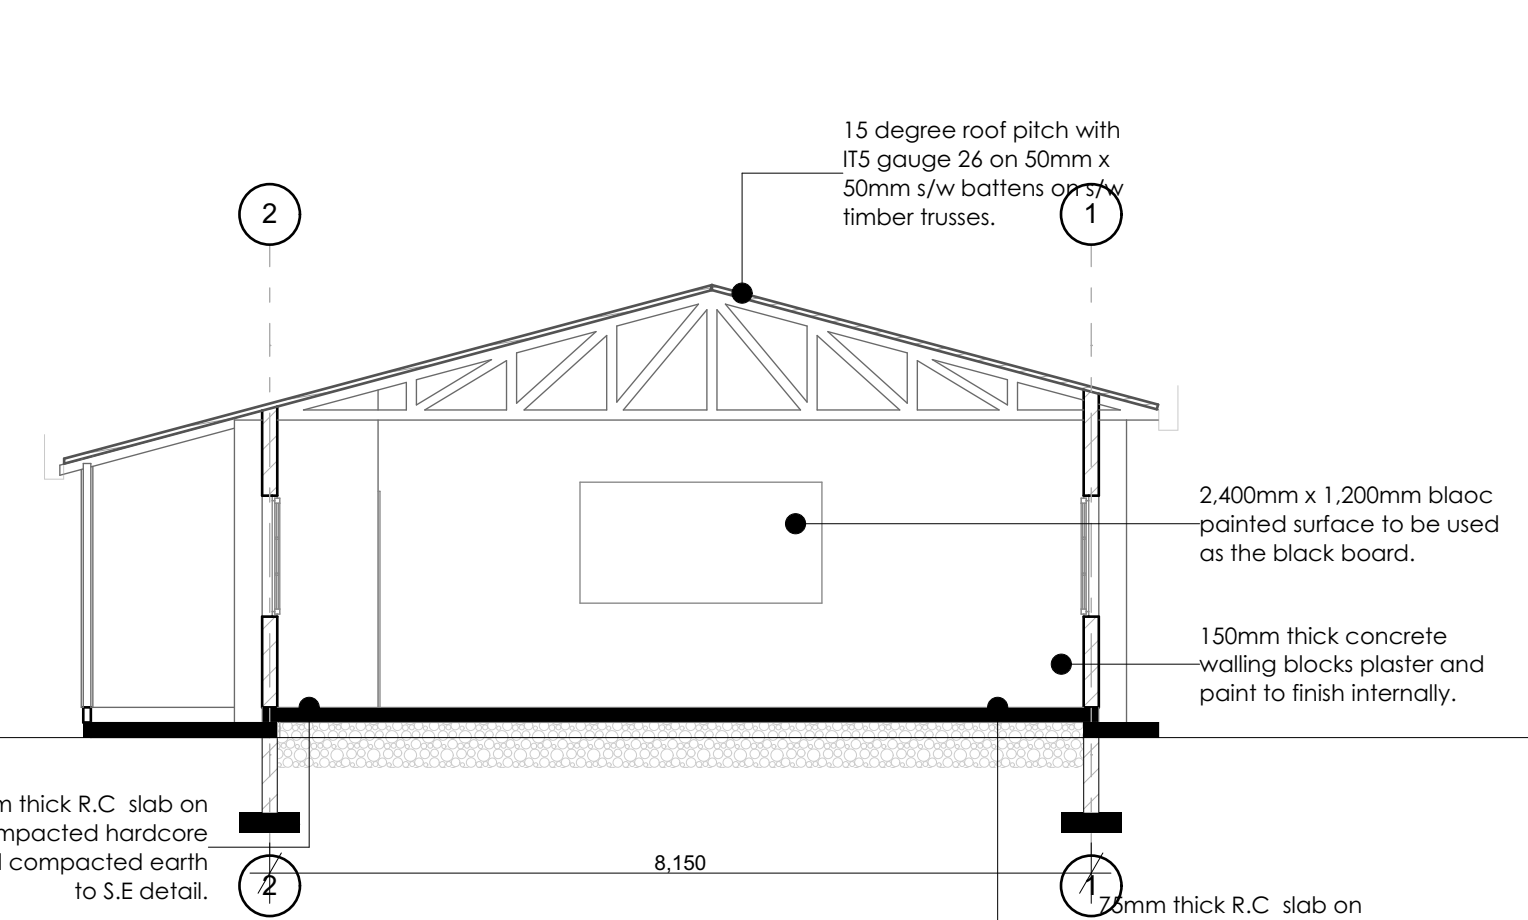 15 degree roof pitch with
IT5 gauge 26 on 50mm x
50mm s/w battens on s/w
timber trusses.
2
1
2,400mm x 1,200mm blaoc
painted surface to be used
as the black board.
150mm thick concrete
walling blocks plaster and
paint to finish internally.
m thick R.C slab on
mpacted hardcore
compacted earth
to S.E detail.
8,150
2
1
75mm thick R.C slab on